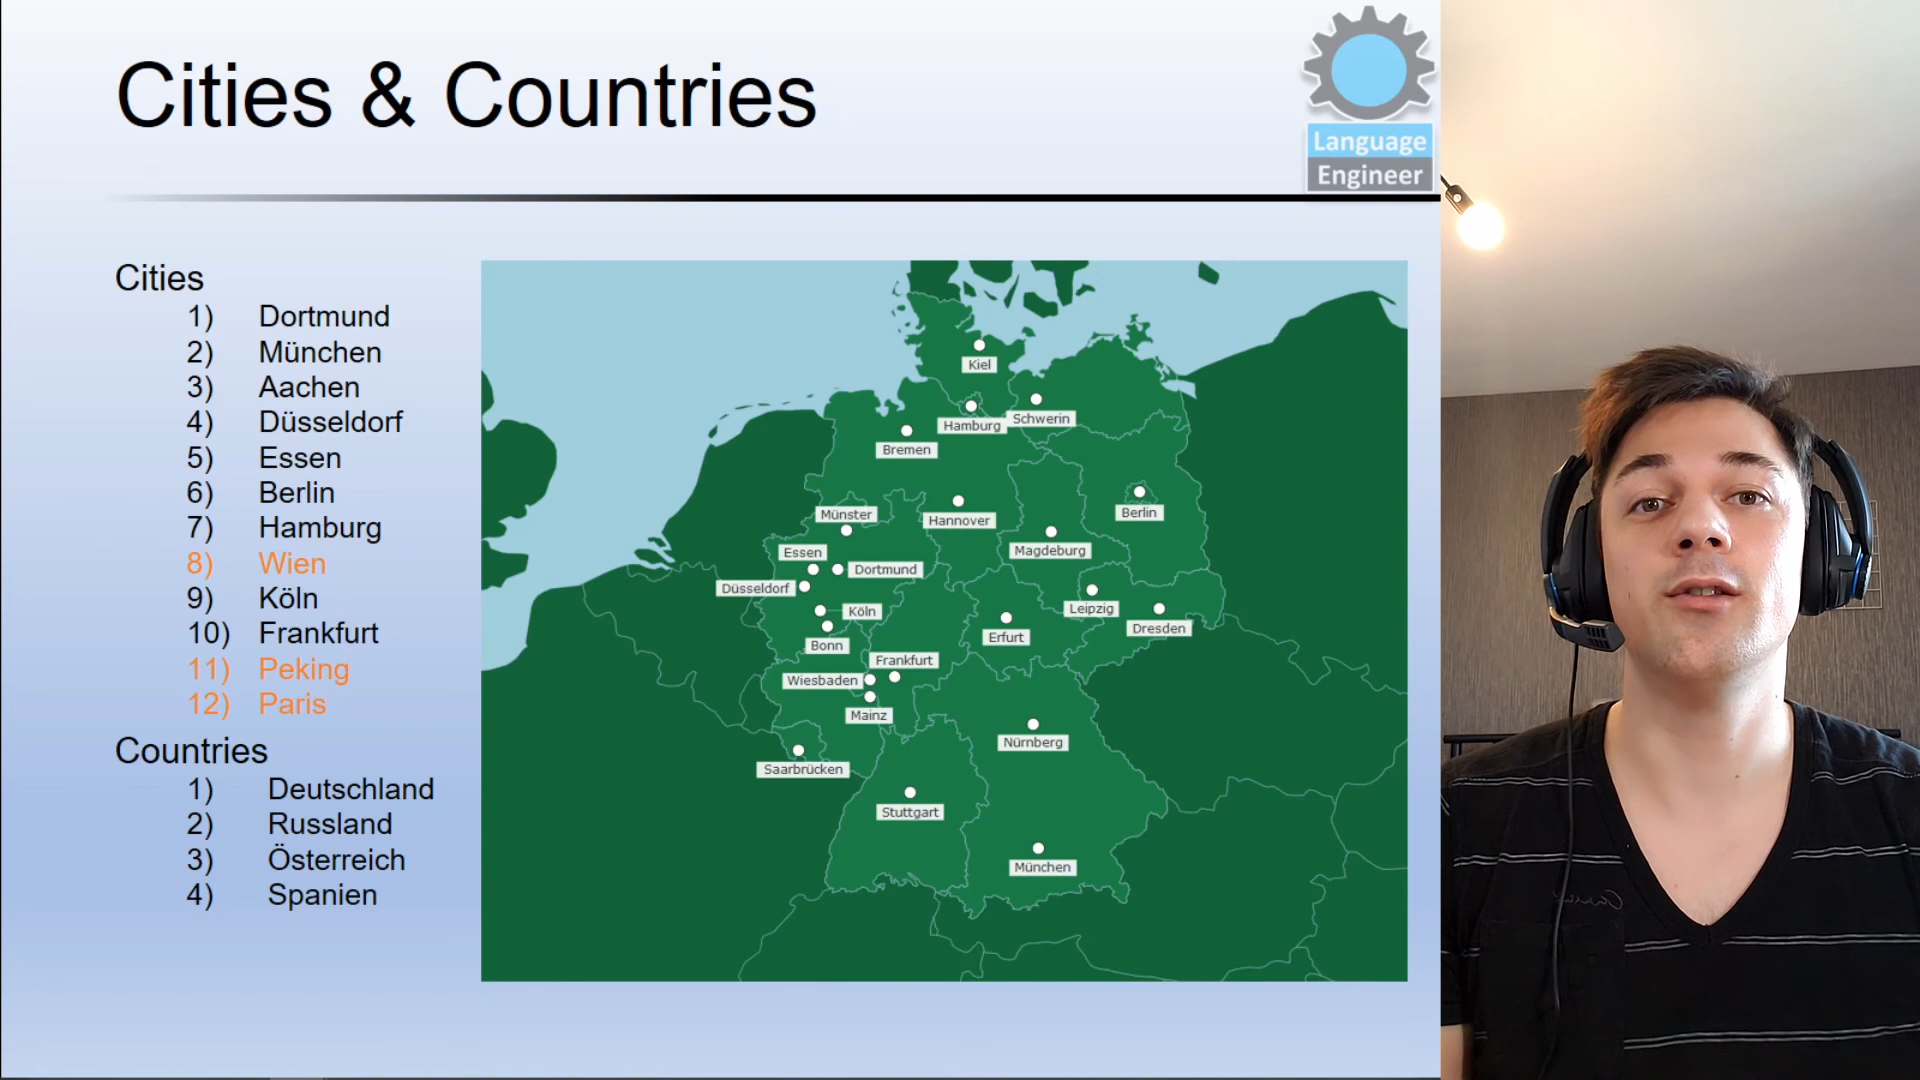 Cities & Countries
Language
Engineer
Cities
1) Dortmund
2) München
3) Aachen
4) Düsseldorf
5) Essen
6) Berlin
7) Hamburg
8) Wien
9) Köln
10) Frankfurt
11) Peking
12) Paris
Countries
1) Deutschland
2) Russland
3) Österreich
4) Spanien
Kiel
Hamburg
Schwerin
Bremen
Berlin
Münster
Hannover
Magdeburg
Essen
Dortmund
Düsseldorf
Köln
Leipzig
Dresden
Bonn
Erfurt
Frankfurt
Wiesbaden
Mainz
Nürnberg
Saarbrücken
Stuttgart
München